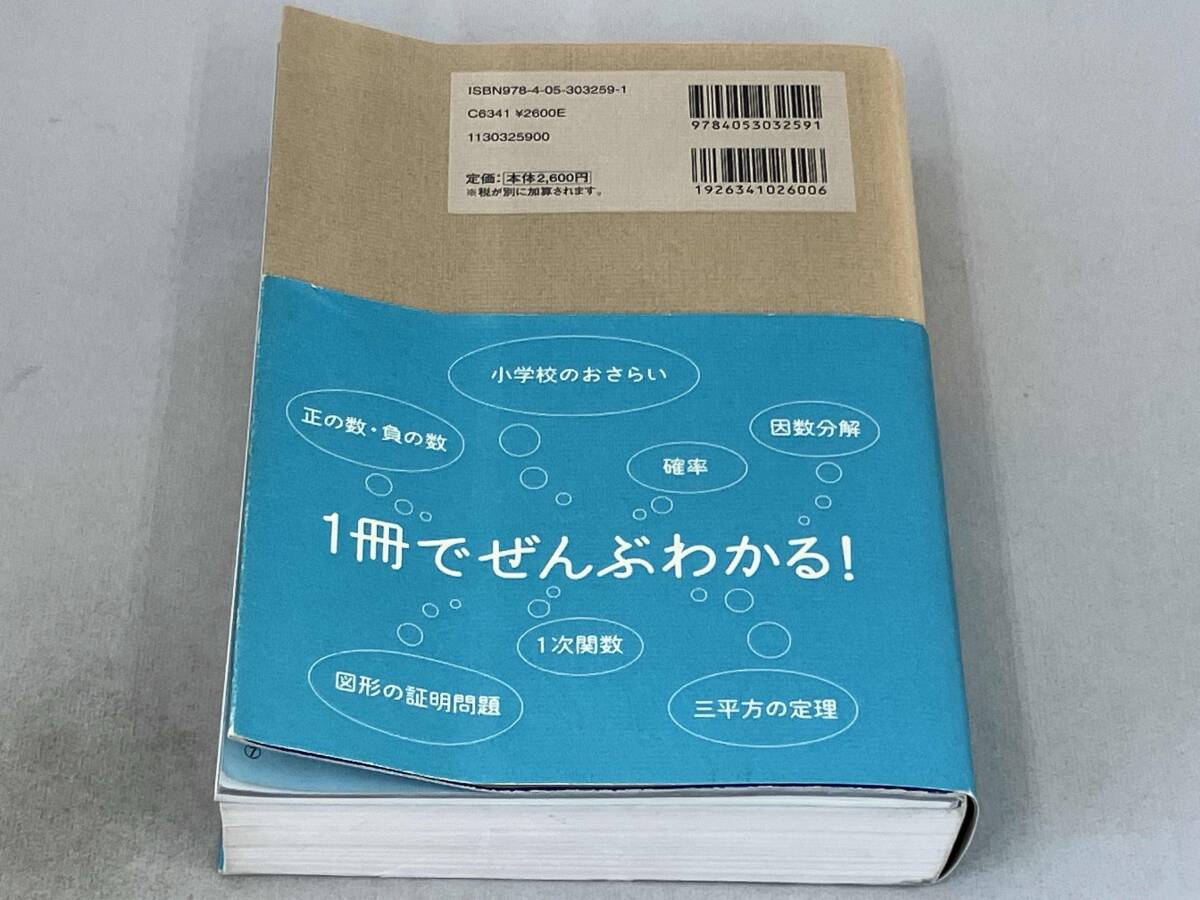 ISBN978-4-05-303259-1
C6341 ¥2600E
1130325900
定価：本体2,600円
※税が別に加算されます。
9784053032591
1926341026006
小学校のおさらい
正の数・負の数
因数分解
確率
1冊でぜんぶわかる！
1次関数
図形の証明問題
三平方の定理
⑦